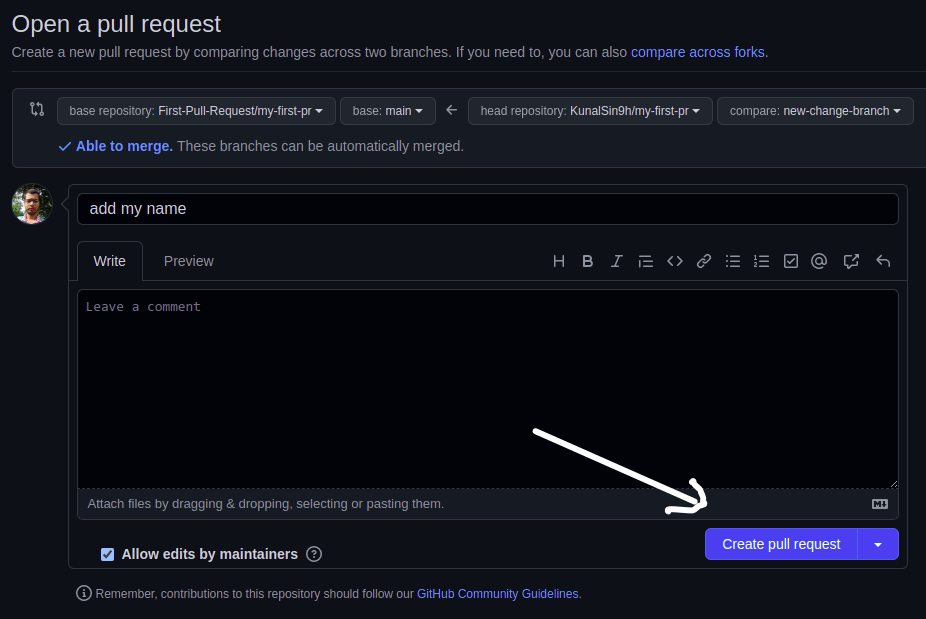 Open a pull request
Create a new pull request by comparing changes across two branches. If you need to, you can also compare across forks.
base repository: First-Pull-Request/my-first-pr base: main head repository: KunalSin9h/my-first-pr compare: new-change-branch
Able to merge. These branches can be automatically merged.
add my name
Write Preview
Leave a comment
Attach files by dragging & dropping, selecting or pasting them.
Allow edits by maintainers
Create pull request
Remember, contributions to this repository should follow our GitHub Community Guidelines.